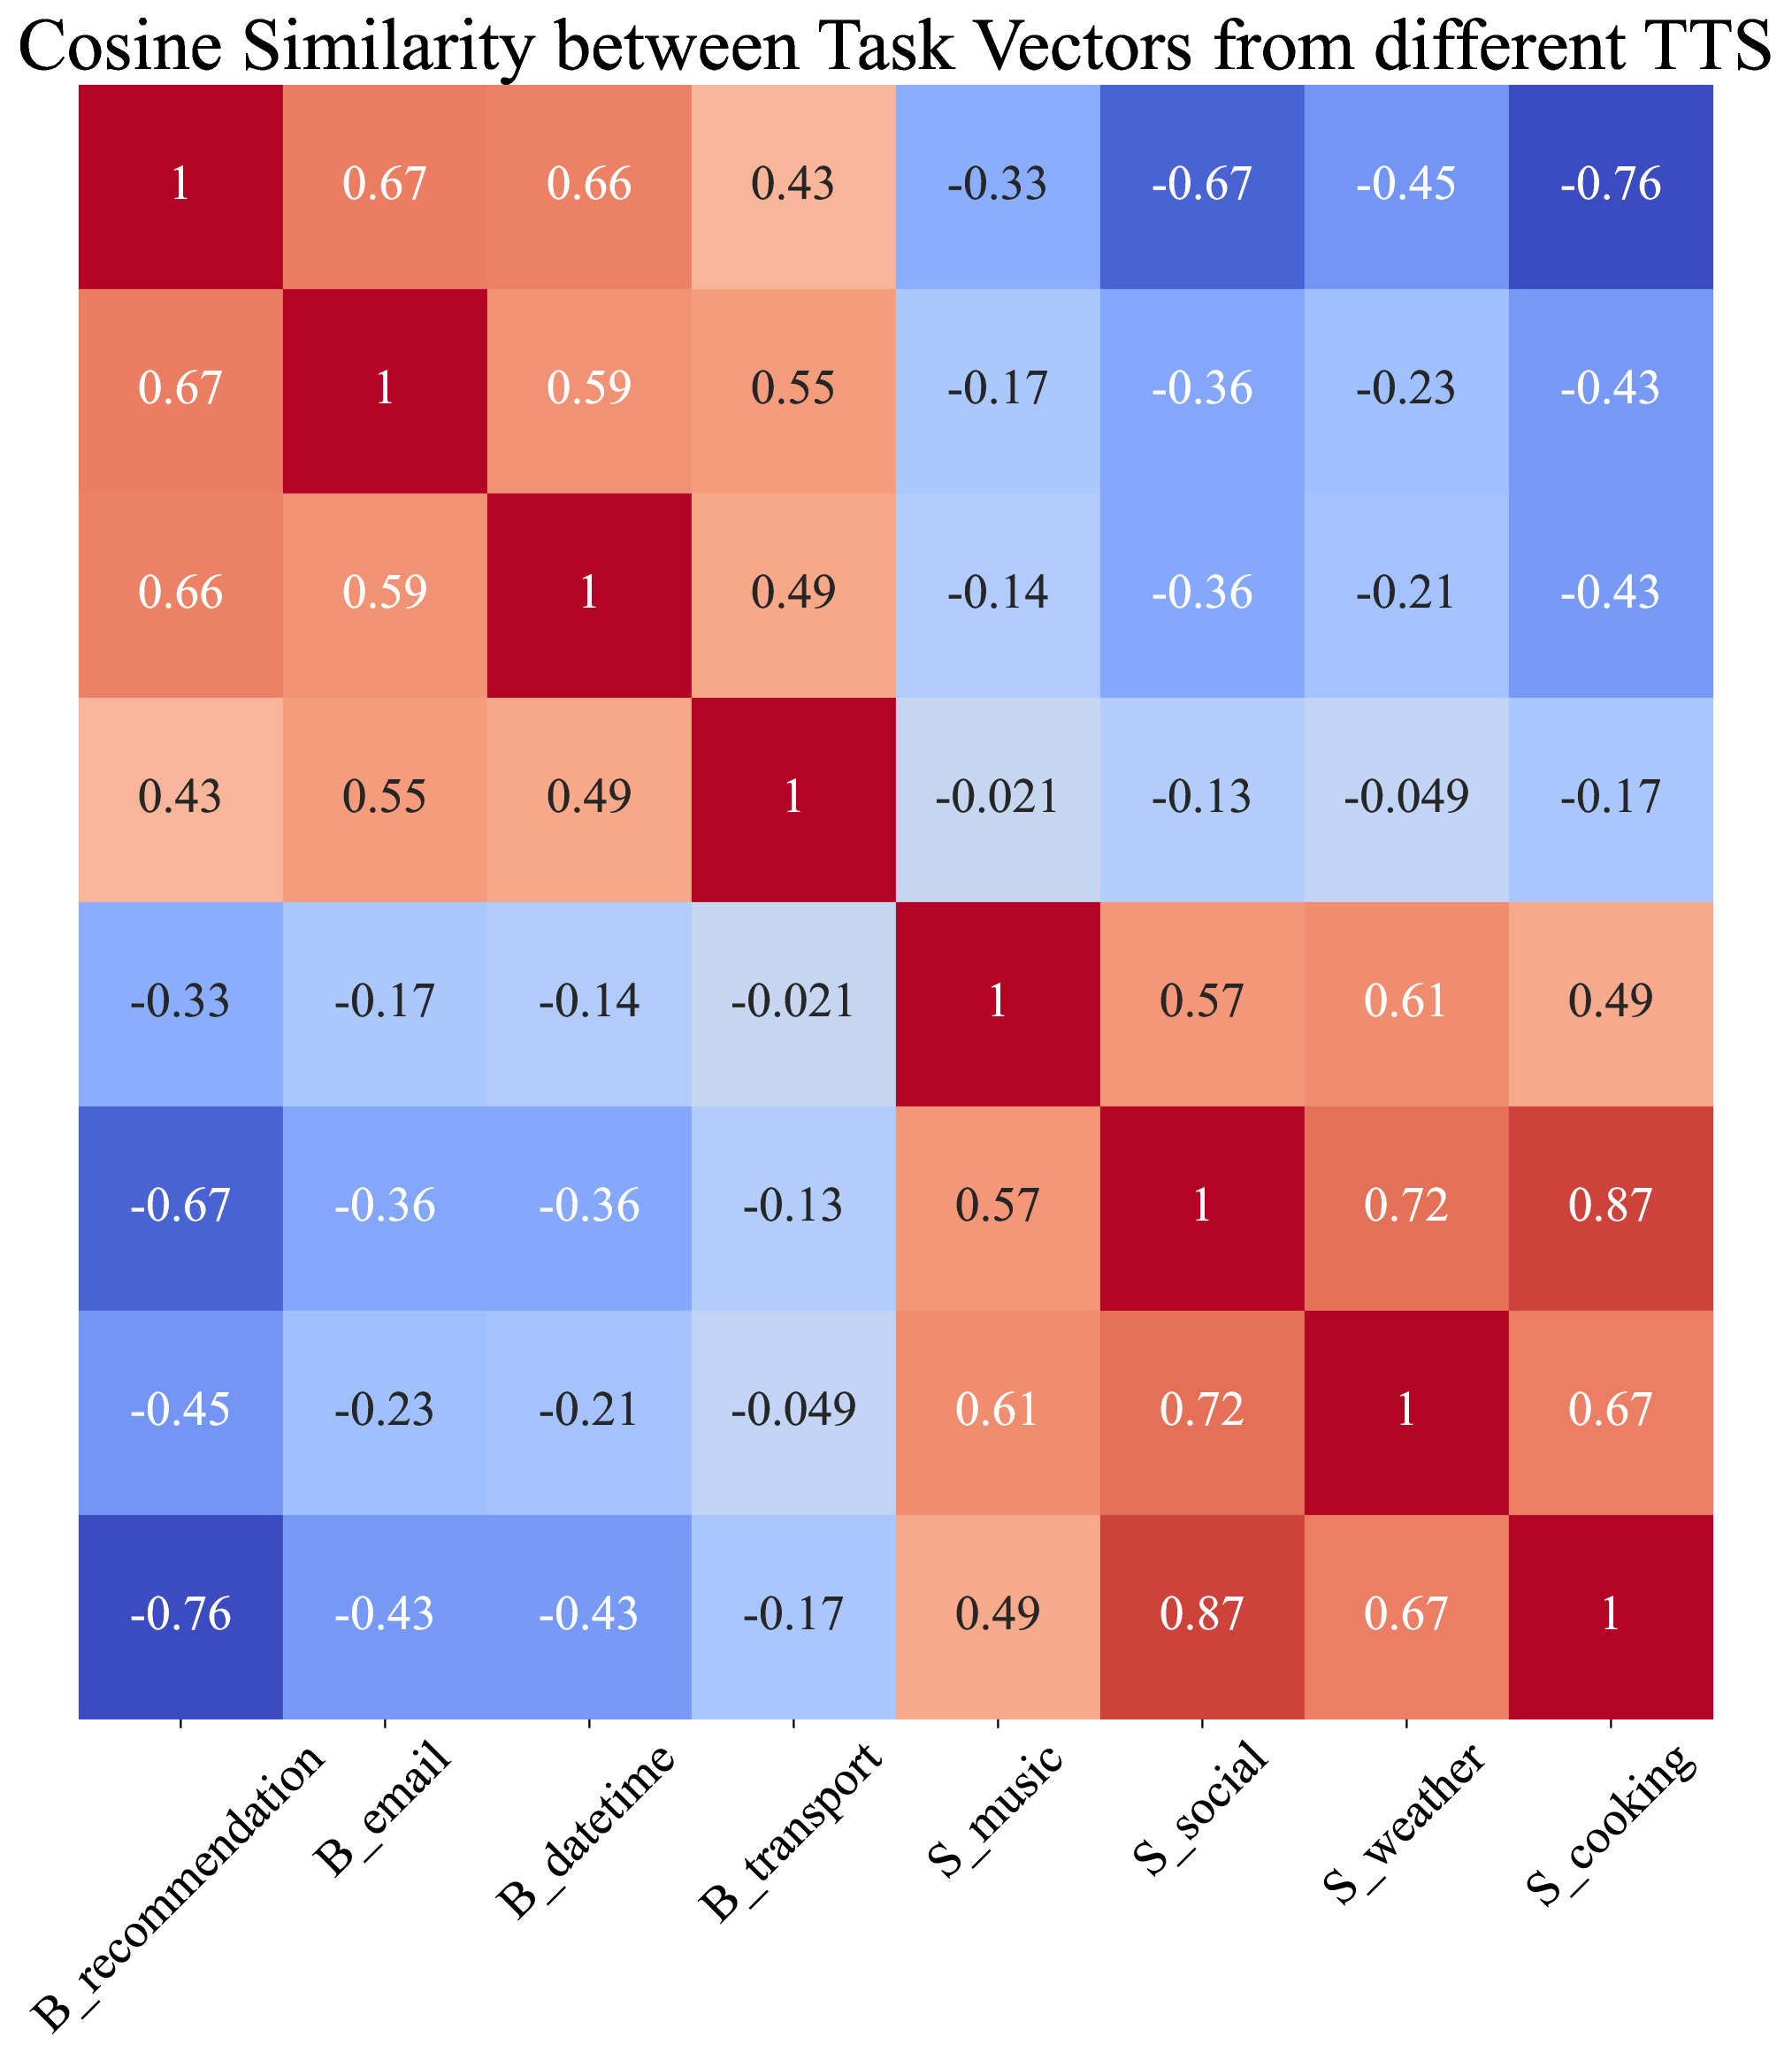 Cosine Similarity between Task Vectors from different TTS
1 0.67 0.66 0.43 -0.33 -0.67 -0.45 -0.76
0.67 1 0.59 0.55 -0.17 -0.36 -0.23 -0.43
0.66 0.59 1 0.49 -0.14 -0.36 -0.21 -0.43
0.43 0.55 0.49 1 -0.021 -0.13 -0.049 -0.17
-0.33 -0.17 -0.14 -0.021 1 0.57 0.61 0.49
-0.67 -0.36 -0.36 -0.13 0.57 1 0.72 0.87
-0.45 -0.23 -0.21 -0.049 0.61 0.72 1 0.67
-0.76 -0.43 -0.43 -0.17 0.49 0.87 0.67 1
B_recommendation
B_email
B_datetime
B_transport
S_music
S_social
S_weather
S_cooking